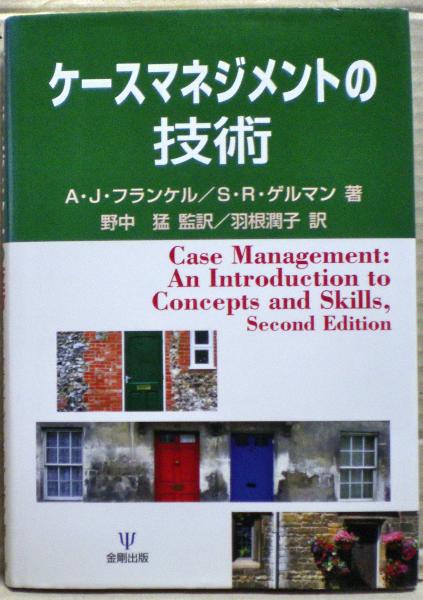 ケースマネジメントの
技術
A・J・フランケル／S・R・ゲルマン 著
野中 猛 監訳／羽根潤子 訳
Case Management:
An Introduction to
Concepts and Skills,
Second Edition
金剛出版